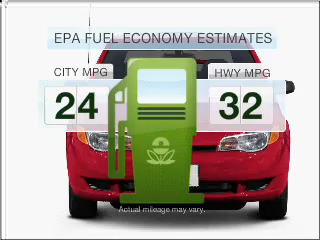 EPA FUEL ECONOMY ESTIMATES
CITY MPG
HWY MPG
24
32
Actual mileage may vary.